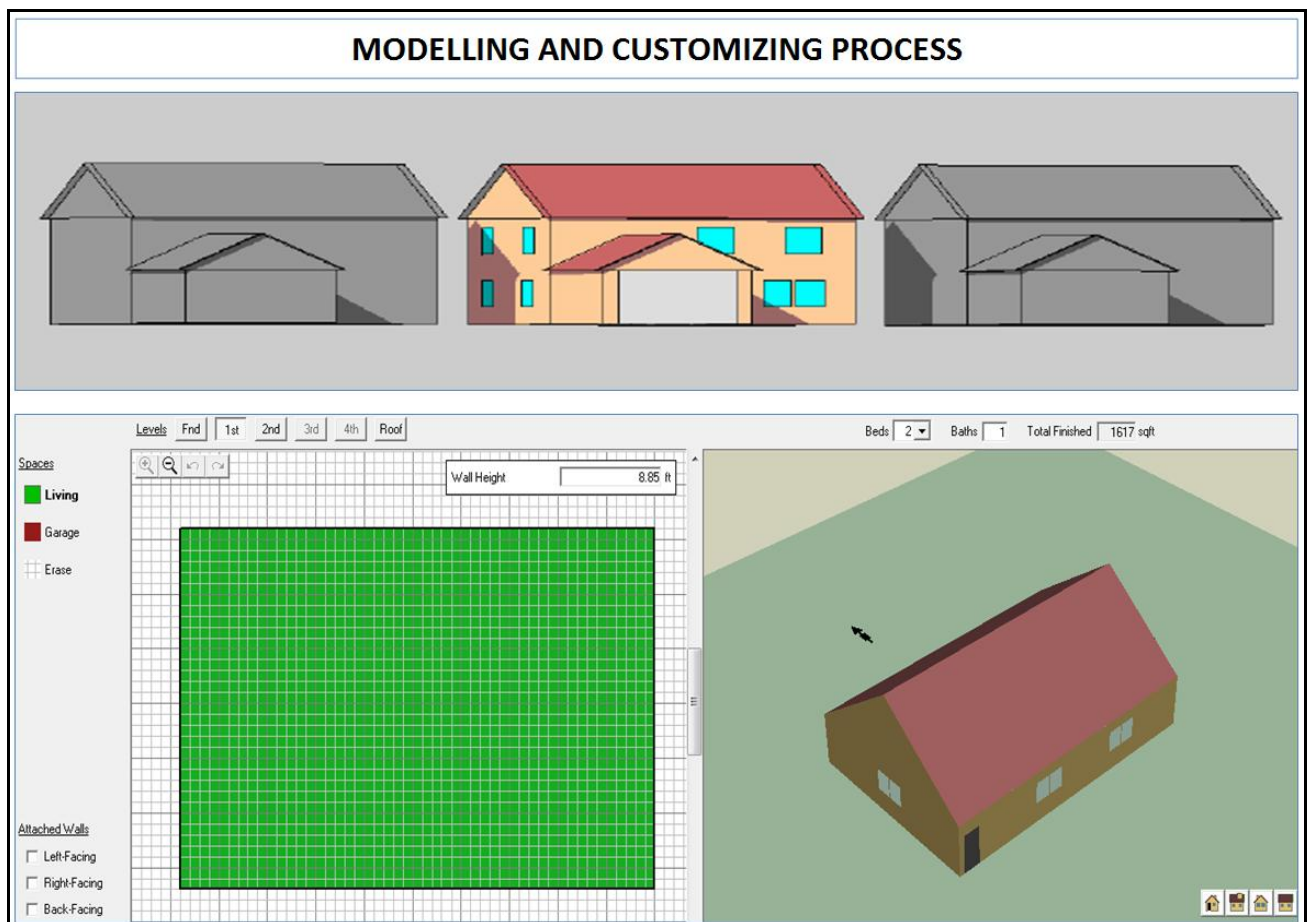 MODELLING AND CUSTOMIZING PROCESS
Levels Fnd 1st 2nd 3rd 4th Roof
Beds 2 Baths 1 Total Finished 1617 sqft
Spaces
Wall Height 8.85 ft
Living
Garage
Erase
Attached Walls
Left-Facing
Right-Facing
Back-Facing